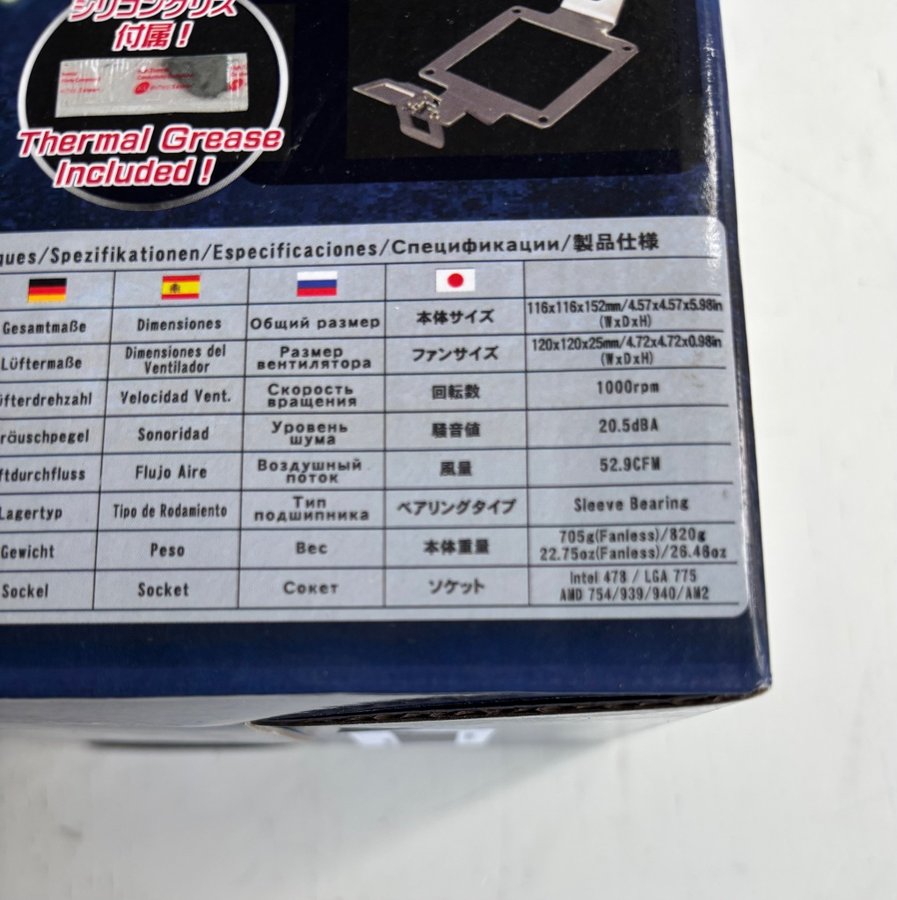 シリコングリス
付属！
Thermal Grease
Included !
ques/Spezifikationen/Especificaciones/Спецификации/製品仕様
Gesamtmaße
Dimensiones
Общий размер
本体サイズ
116x116x152mm/4.57x4.57x5.98in
(WxDxH)
Lüftermaße
Dimensiones del
Ventilador
Размер
вентилятора
ファンサイズ
120x120x25mm/4.72x4.72x0.98in
(WxDxH)
üfterdrehzahl
Velocidad Vent.
Скорость
вращения
回転数
1000rpm
räuschpegel
Sonoridad
Уровень
шума
騒音値
20.5dBA
ftdurchfluss
Flujo Aire
Воздушный
поток
風量
52.9CFM
Lagertyp
Tipo de Rodamiento
Тип
подшипника
ベアリングタイプ
Sleeve Bearing
Gewicht
Peso
Вес
本体重量
705g(Fanless)/820g
22.75oz(Fanless)/26.46oz
Sockel
Socket
Сокет
ソケット
Intel 478 / LGA 775
AMD 754/939/940/AM2